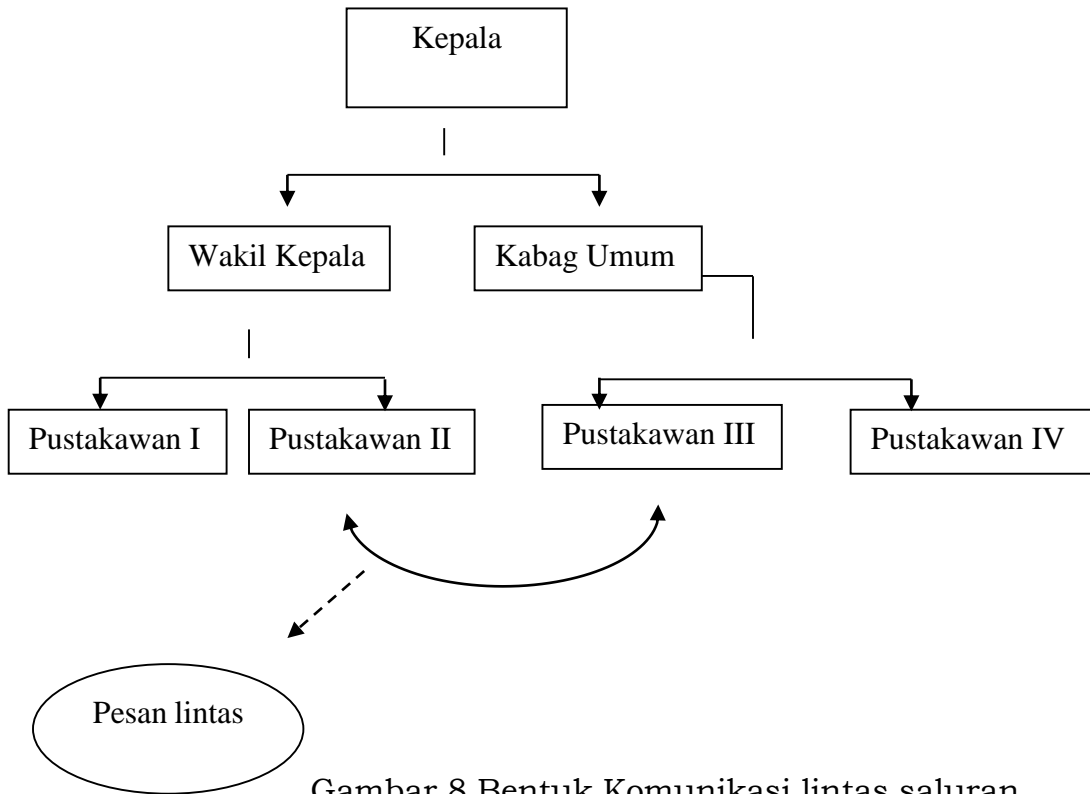 Kepala
Wakil Kepala
Kabag Umum
Pustakawan I
Pustakawan II
Pustakawan III
Pustakawan IV
Pesan lintas
Gambar 8 Bentuk Komunikasi lintas saluran